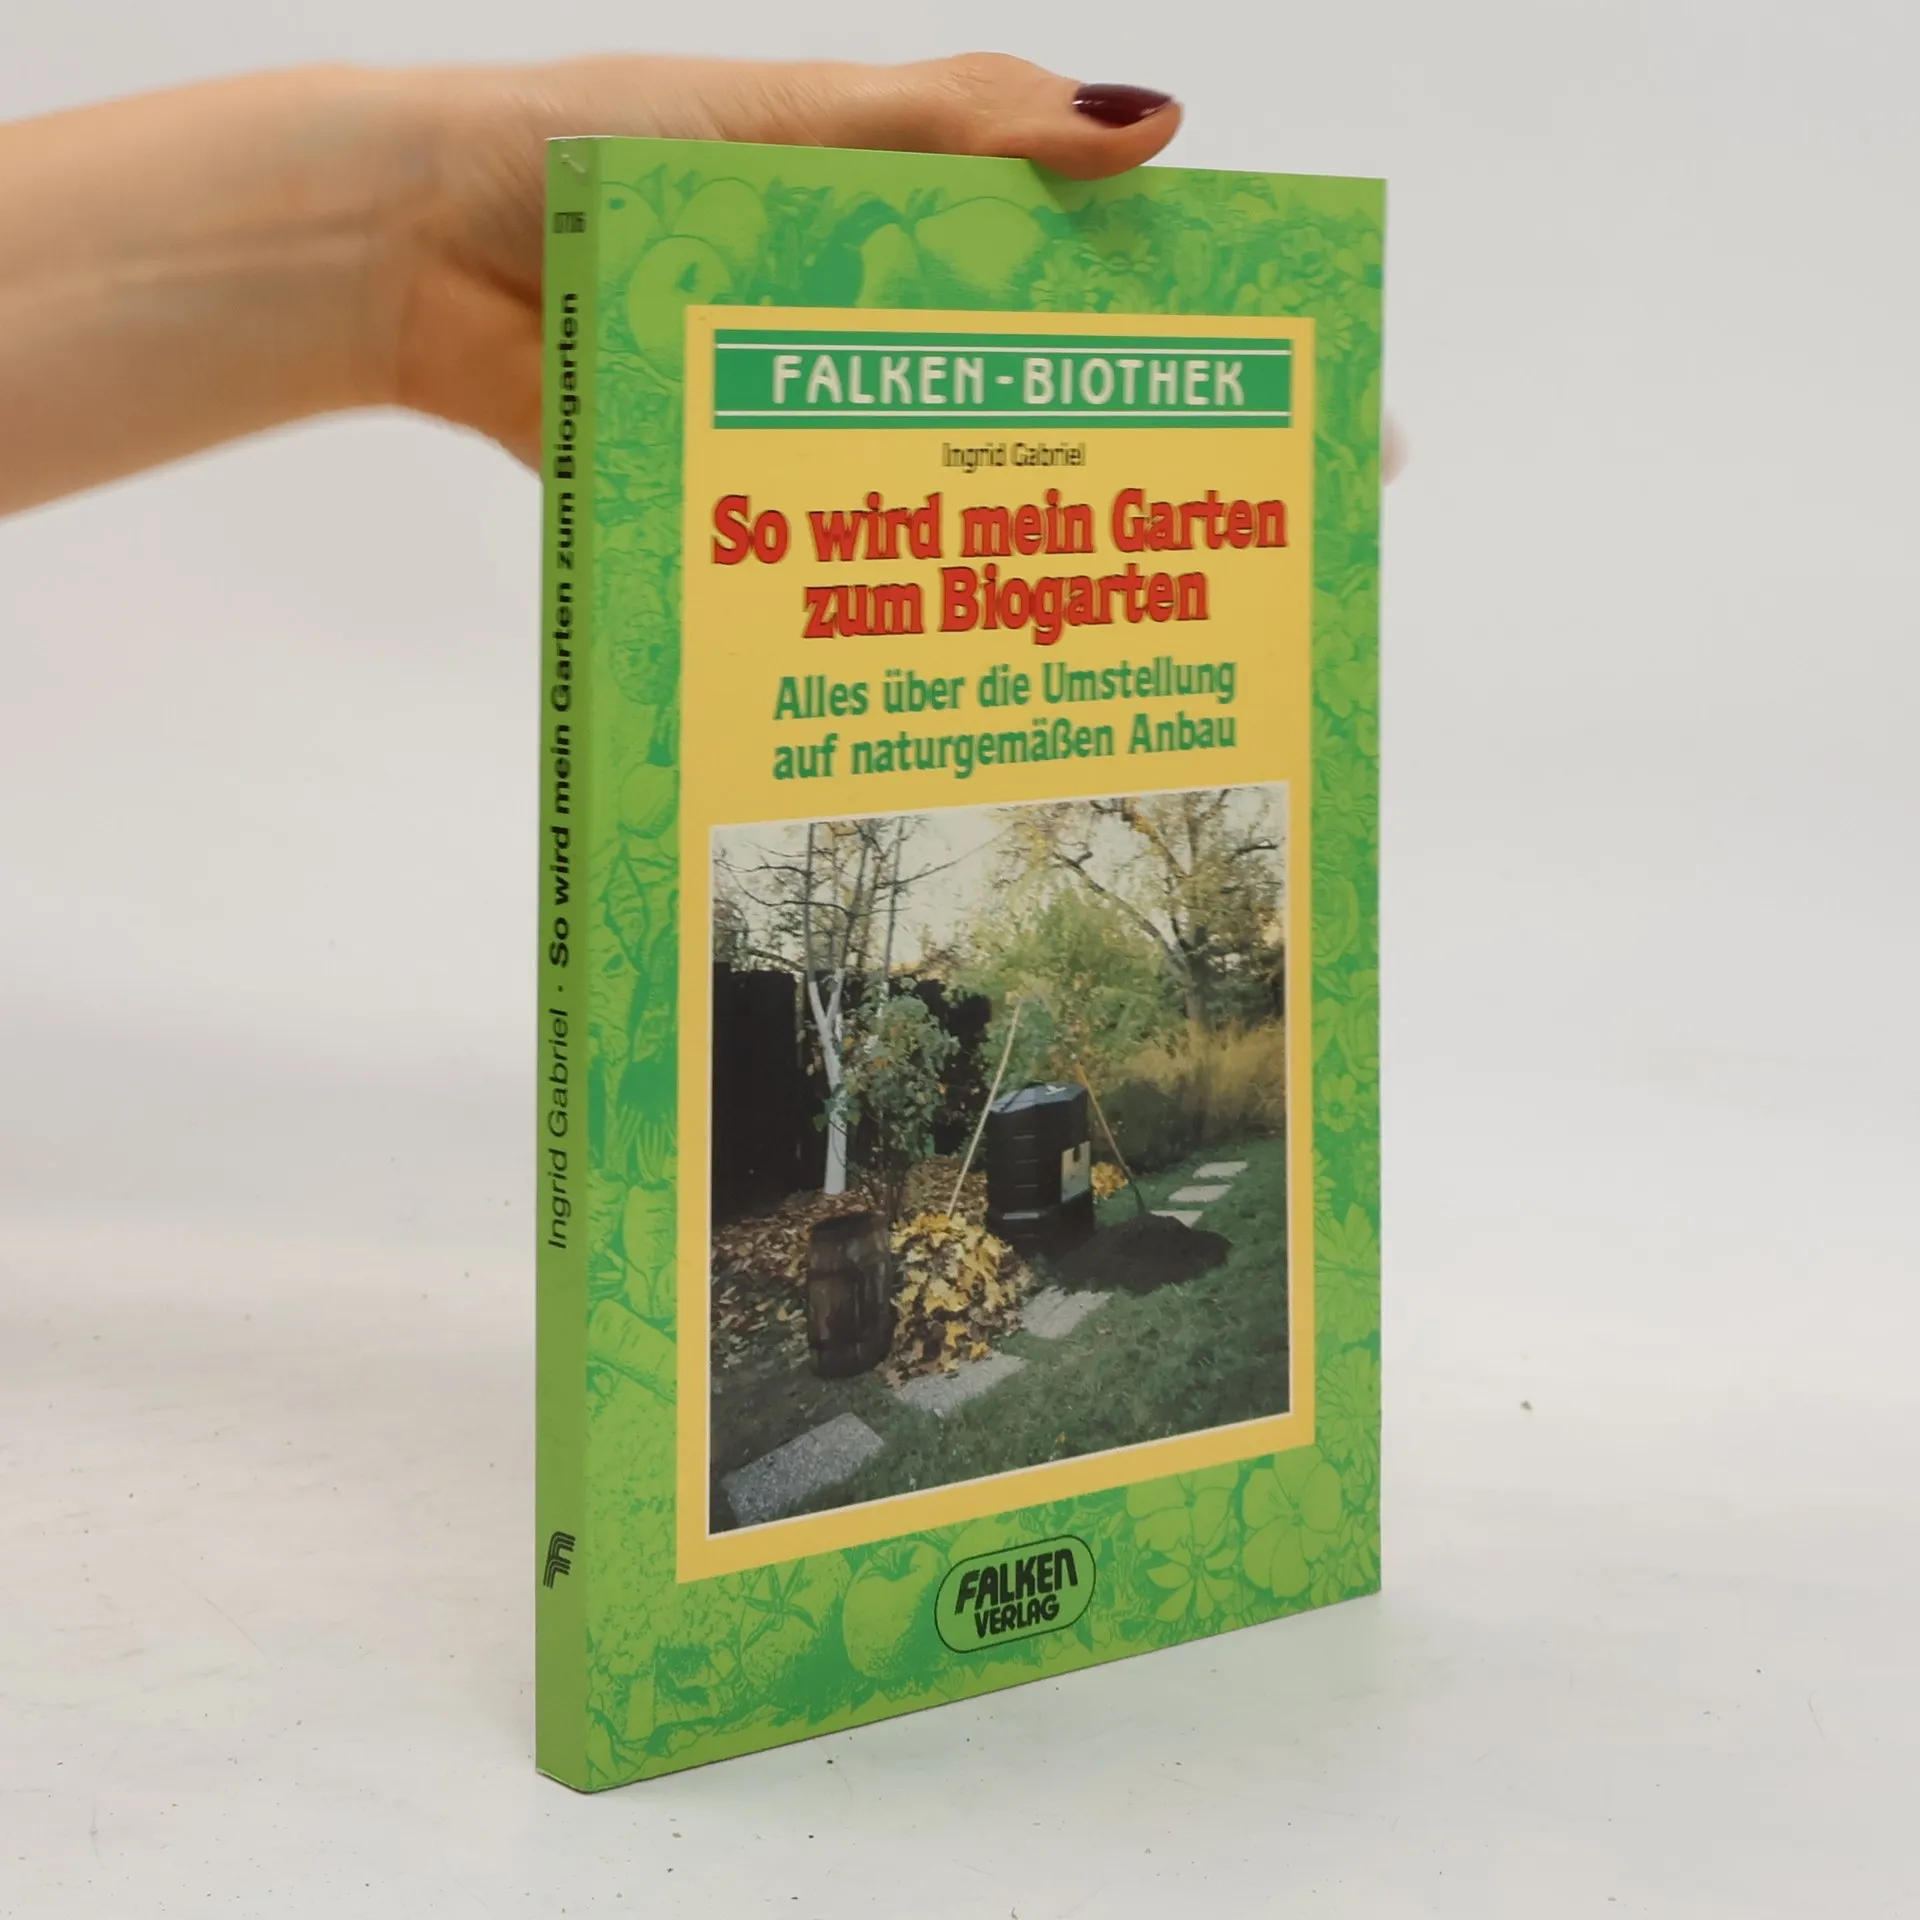 0706
Ingrid Gabriel · So wird mein Garten zum Biogarten
FALKEN-BIOTHEK
Ingrid Gabriel
So wird mein Garten
zum Biogarten
Alles über die Umstellung
auf naturgemäßen Anbau
FALKEN
VERLAG